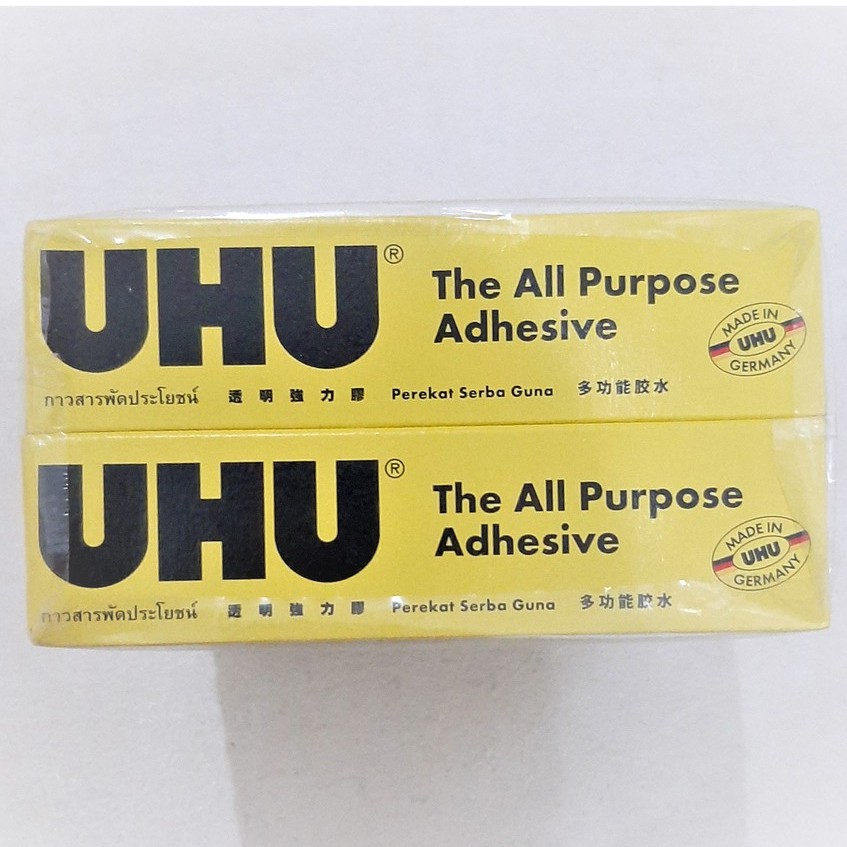 UHU®
The All Purpose
Adhesive
MADE IN
UHU
GERMANY
กาวสารพัดประโยชน์ 透明強力膠 Perekat Serba Guna 多功能胶水
UHU®
The All Purpose
Adhesive
MADE IN
UHU
GERMANY
กาวสารพัดประโยชน์ 透明強力膠 Perekat Serba Guna 多功能胶水